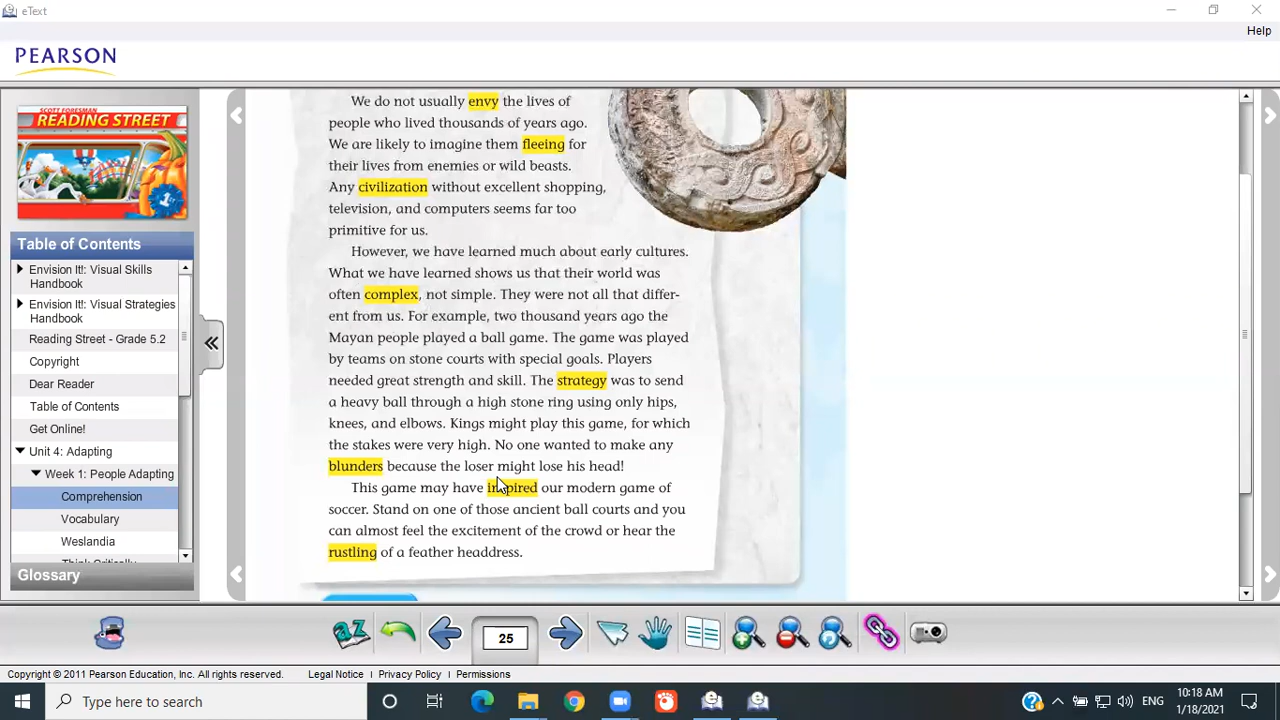 eText
Help
PEARSON
SCOTT FORESMAN
READING STREET
Table of Contents
Envision It!: Visual Skills
Handbook
Envision It!: Visual Strategies
Handbook
Reading Street - Grade 5.2
Copyright
Dear Reader
Table of Contents
Get Online!
Unit 4: Adapting
Week 1: People Adapting
Comprehension
Vocabulary
Weslandia
Think Critically
Glossary
We do not usually envy the lives of
people who lived thousands of years ago.
We are likely to imagine them fleeing for
their lives from enemies or wild beasts.
Any civilization without excellent shopping,
television, and computers seems far too
primitive for us.
However, we have learned much about early cultures.
What we have learned shows us that their world was
often complex, not simple. They were not all that differ-
ent from us. For example, two thousand years ago the
Mayan people played a ball game. The game was played
by teams on stone courts with special goals. Players
needed great strength and skill. The strategy was to send
a heavy ball through a high stone ring using only hips,
knees, and elbows. Kings might play this game, for which
the stakes were very high. No one wanted to make any
blunders because the loser might lose his head!
This game may have inspired our modern game of
soccer. Stand on one of those ancient ball courts and you
can almost feel the excitement of the crowd or hear the
rustling of a feather headdress.
aZ
25
Copyright © 2011 Pearson Education, Inc. All rights reserved. Legal Notice | Privacy Policy | Permissions
Type here to search
ENG
10:18 AM
1/18/2021